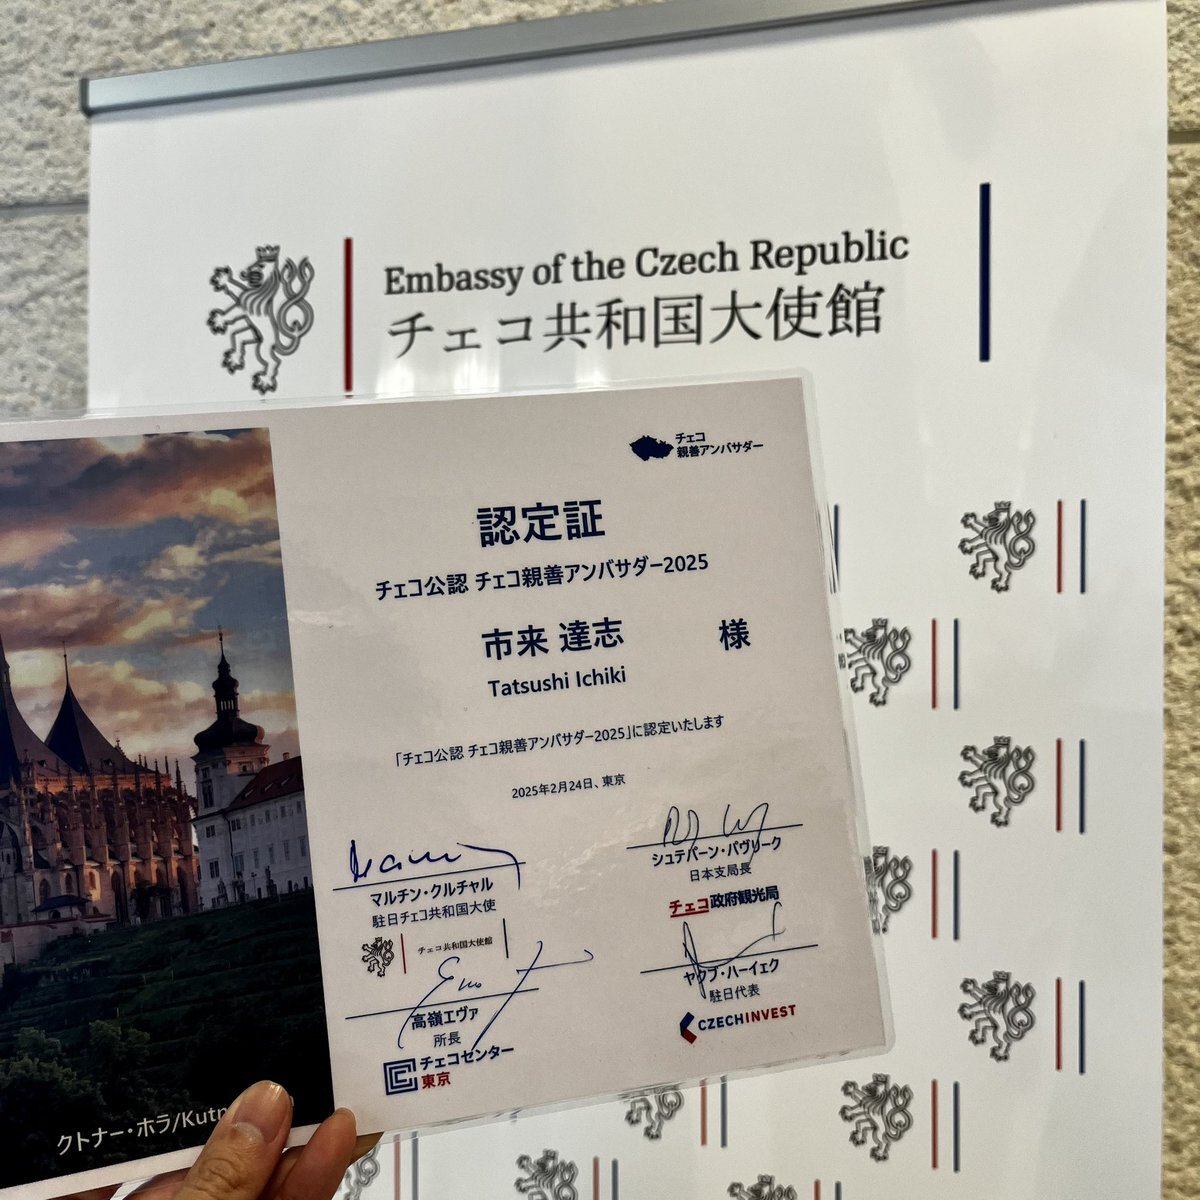 Embassy of the Czech Republic
チェコ共和国大使館
チェコ
親善アンバサダー
認定証
チェコ公認 チェコ親善アンバサダー2025
市来 達志 様
Tatsushi Ichiki
「チェコ公認 チェコ親善アンバサダー2025」に認定いたします
2025年2月24日、東京
マルチン・クルチャル
駐日チェコ共和国大使
チェコ共和国大使館
シュテパーン・パヴリーク
日本支局長
チェコ政府観光局
高嶺エヴァ
所長
チェコセンター
東京
ヤクブ・ハーイェク
駐日代表
CZECHINVEST
クトナー・ホラ/Kutn